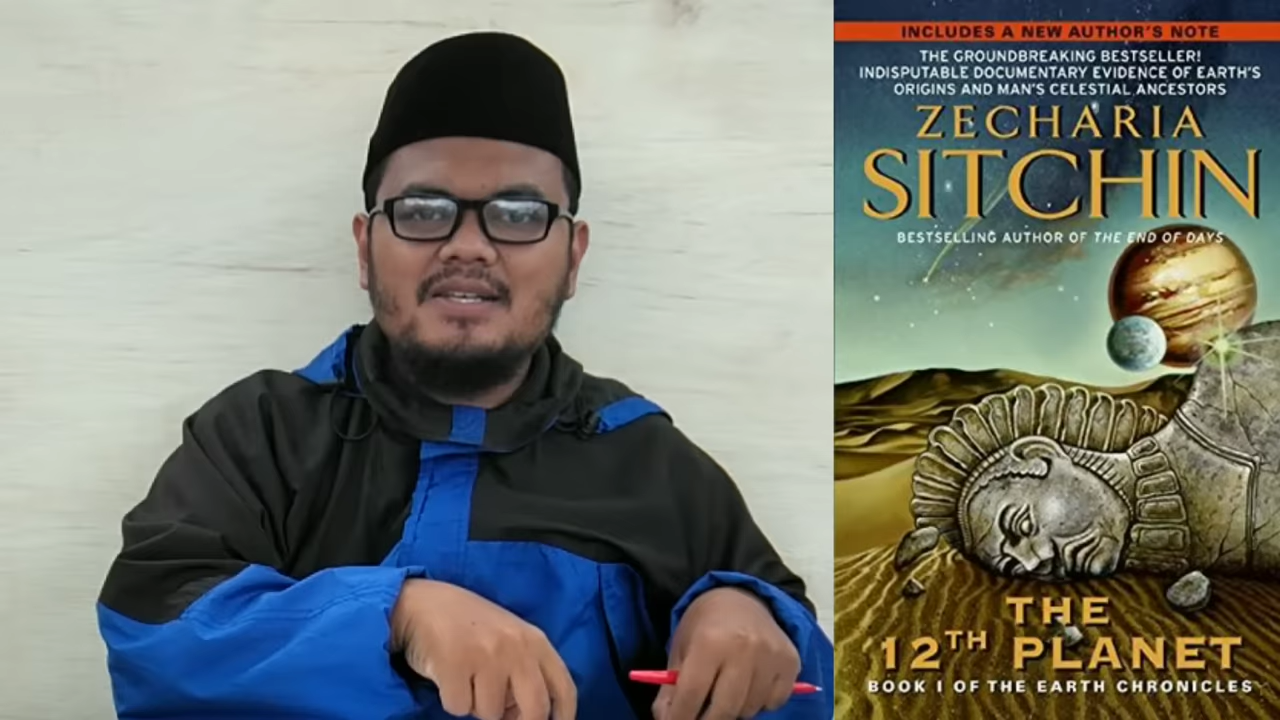 INCLUDES A NEW AUTHOR'S NOTE
THE GROUNDBREAKING BESTSELLER!
INDISPUTABLE DOCUMENTARY EVIDENCE OF EARTH'S
ORIGINS AND MAN'S CELESTIAL ANCESTORS
ZECHARIA
SITCHIN
BESTSELLING AUTHOR OF THE END OF DAYS
THE
12TH PLANET
BOOK I OF THE EARTH CHRONICLES